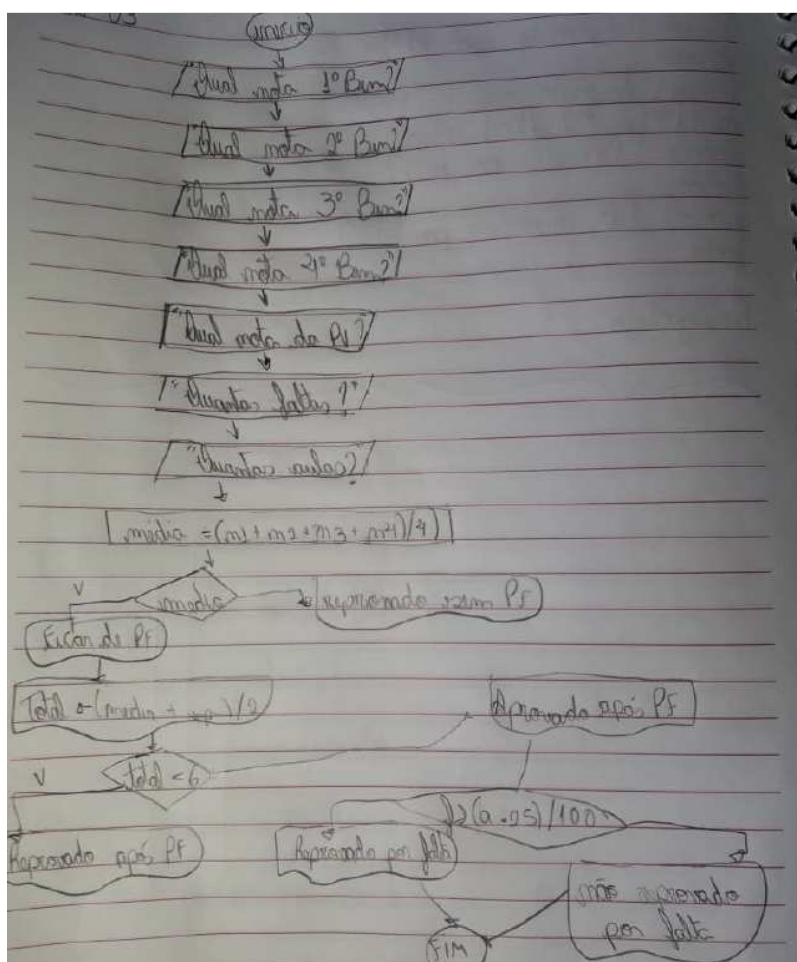 03
início
"Qual nota 1º Bim?"
"Qual nota 2º Bim?"
"Qual nota 3º Bim?"
"Qual nota 4º Bim?"
"Qual nota da Pf?"
"Quantas faltas?"
"Quantas aulas?"
média = (n1 + n2 + n3 + n4)/4)
V
media
reprovado sem Pf
Ficar de Pf
Total (media + )/2
Aprovado após Pf
V
total < 6
f>(a.25)/100
Reprovado após Pf
Reprovado por falta
não reprovado
por falta
FIM